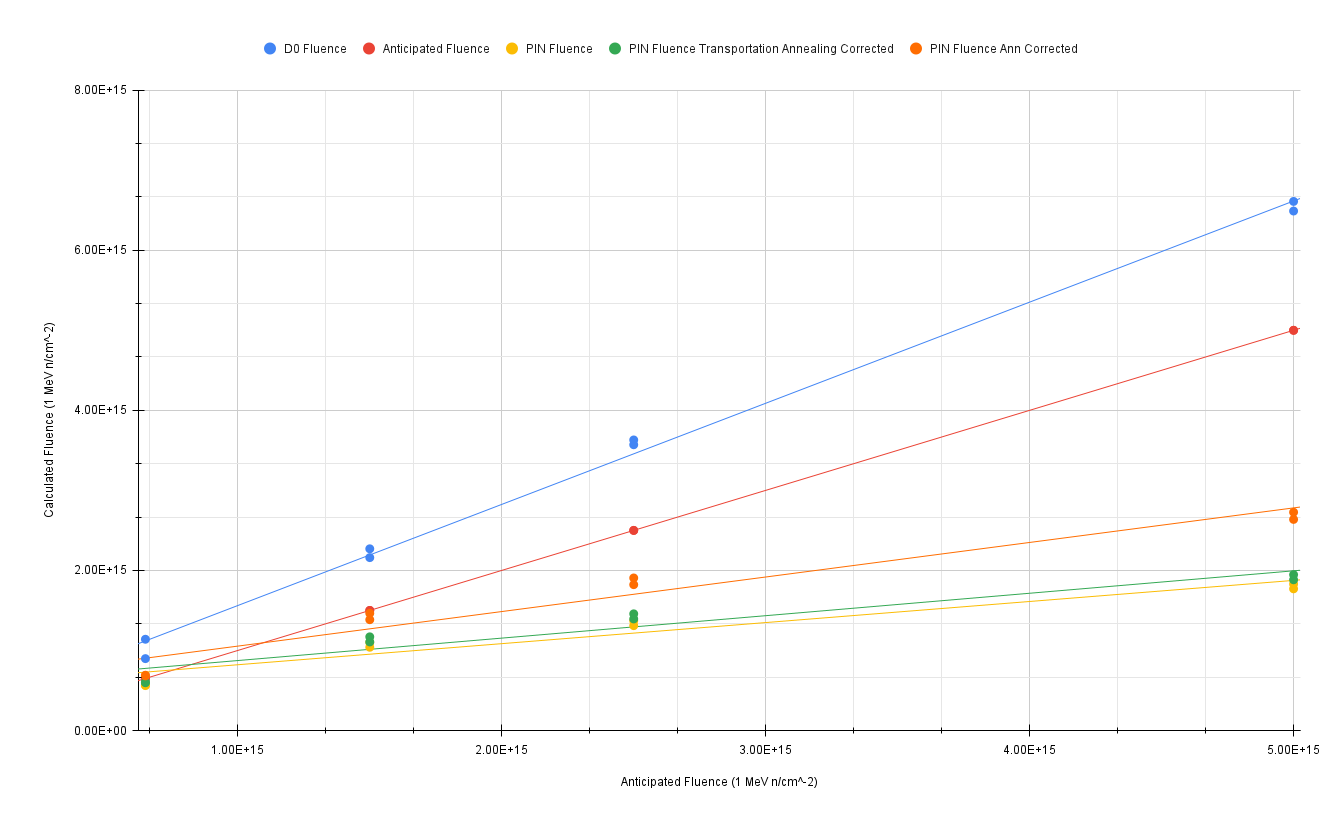 D0 Fluence Anticipated Fluence PIN Fluence PIN Fluence Transportation Annealing Corrected PIN Fluence Ann Corrected
8.00E+15
6.00E+15
4.00E+15
2.00E+15
0.00E+00
Calculated Fluence (1 MeV n/cm^-2)
1.00E+15 2.00E+15 3.00E+15 4.00E+15 5.00E+15
Anticipated Fluence (1 MeV n/cm^-2)